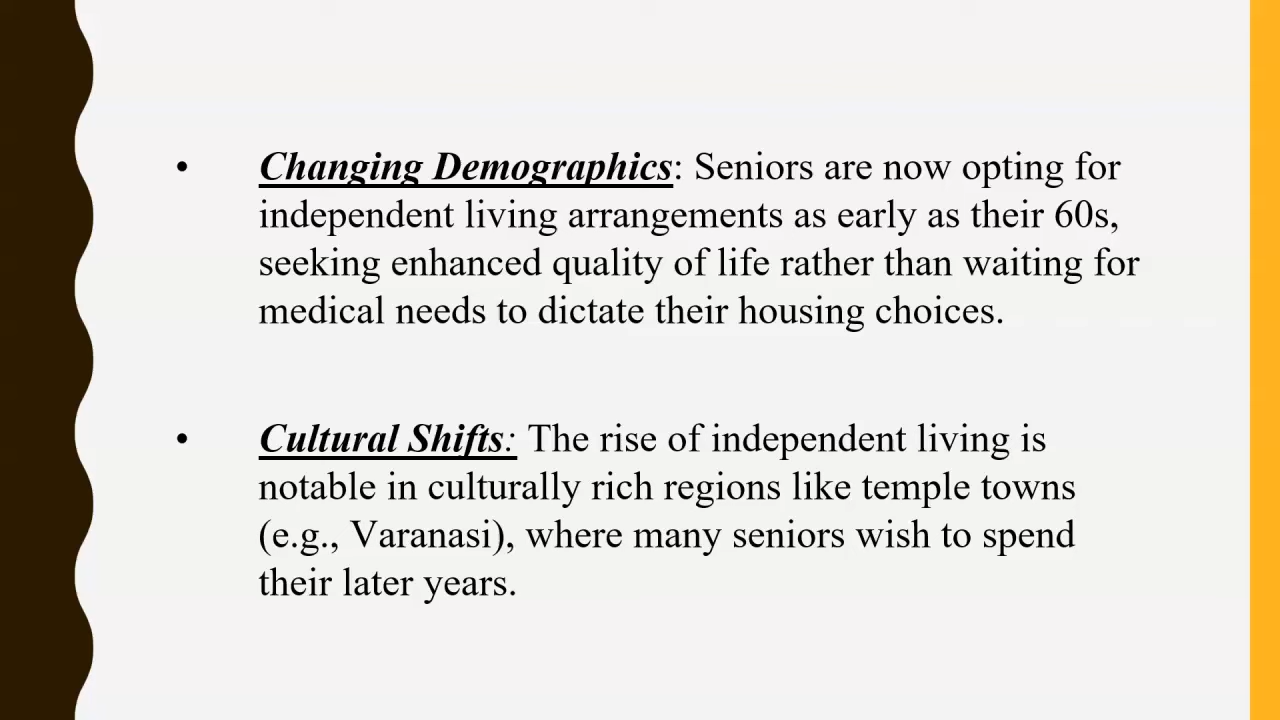 • Changing Demographics: Seniors are now opting for
independent living arrangements as early as their 60s,
seeking enhanced quality of life rather than waiting for
medical needs to dictate their housing choices.
• Cultural Shifts: The rise of independent living is
notable in culturally rich regions like temple towns
(e.g., Varanasi), where many seniors wish to spend
their later years.